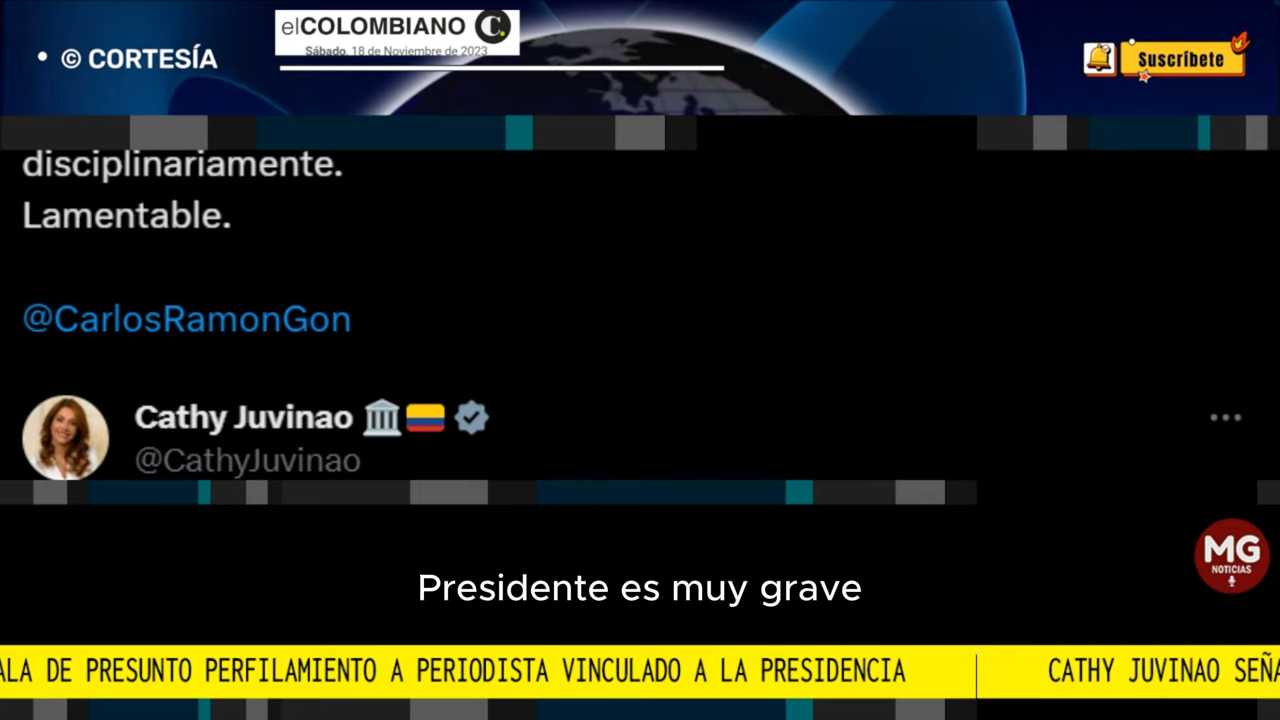 elCOLOMBIANO C.
Sábado, 18 de Noviembre de 2023
• © CORTESÍA
Suscríbete
disciplinariamente.
Lamentable.
@CarlosRamonGon
Cathy Juvinao
@CathyJuvinao
MG
NOTICIAS
Presidente es muy grave
ALA DE PRESUNTO PERFILAMIENTO A PERIODISTA VINCULADO A LA PRESIDENCIA
CATHY JUVINAO SEÑA